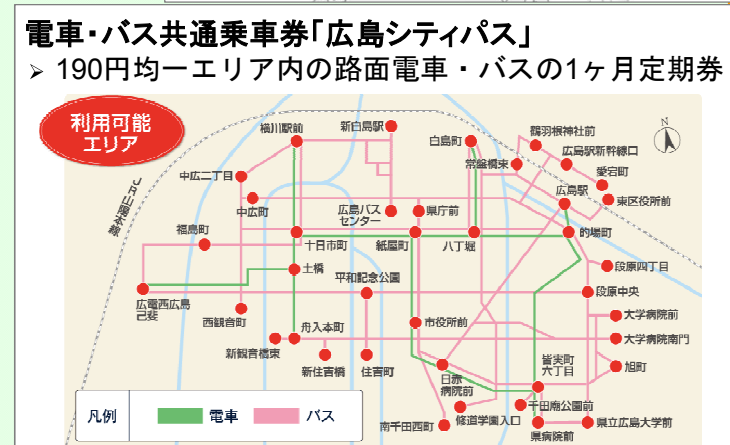 電車・バス共通乗車券「広島シティパス」
➢ 190円均一エリア内の路面電車・バスの1ヶ月定期券
利用可能
エリア
N
JR山陽本線
横川駅前
新白島駅
白島町
鶴羽根神社前
広島駅新幹線口
常盤橋東
愛宕町
広島駅
東区役所前
中広二丁目
中広町
広島バス
センター
県庁前
福島町
十日市町
紙屋町
八丁堀
的場町
土橋
平和記念公園
段原四丁目
広電西広島
己斐
段原中央
西観音町
舟入本町
市役所前
大学病院前
大学病院南門
新観音橋東
新住吉橋
住吉町
日赤
病院前
皆実町
六丁目
旭町
南千田西町
修道学園入口
千田廟公園前
県病院前
県立広島大学前
凡例
電車
バス